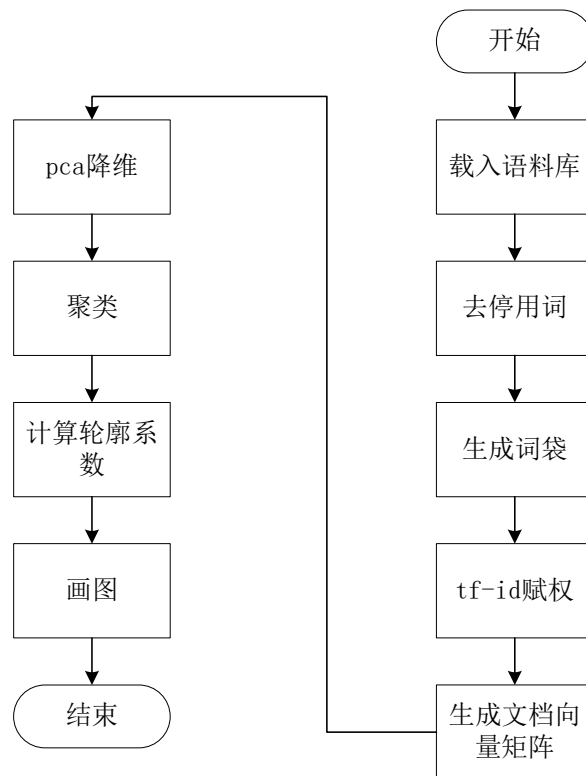 开始
载入语料库
去停用词
生成词袋
tf-id赋权
生成文档向
量矩阵
pca降维
聚类
计算轮廓系
数
画图
结束